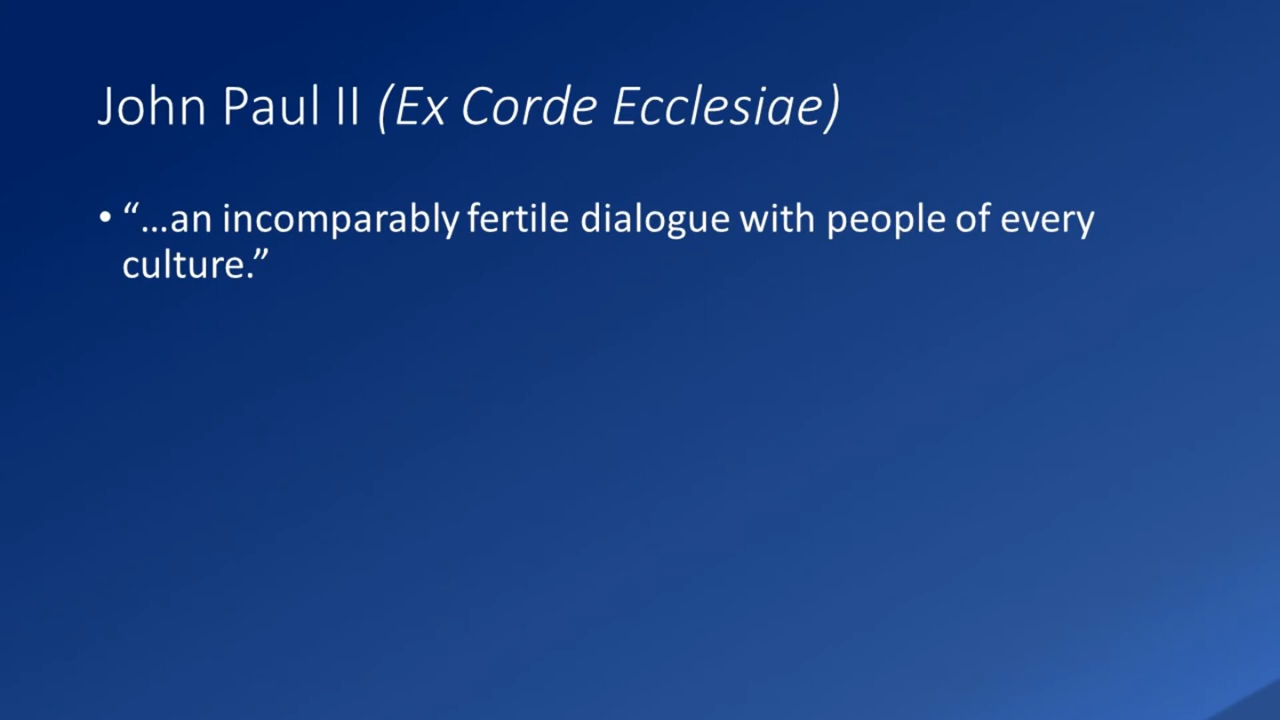 John Paul II (Ex Corde Ecclesiae)
• “…an incomparably fertile dialogue with people of every
culture.”